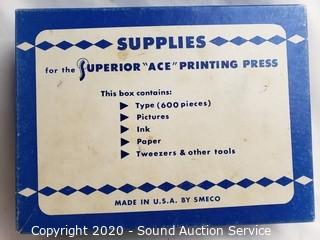 SUPPLIES
for the SUPERIOR "ACE" PRINTING PRESS
This box contains:
Type (600 pieces)
Pictures
Ink
Paper
Tweezers & other tools
MADE IN U.S.A. BY SMECO
Copyright 2020 - Sound Auction Service